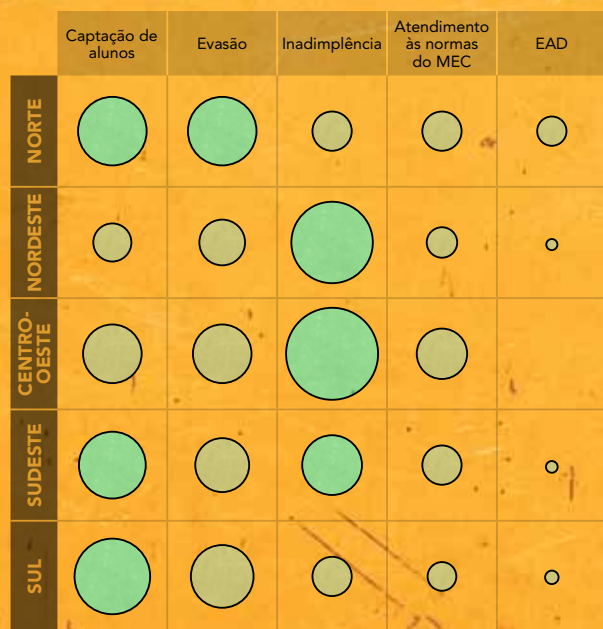 Captação de
alunos
Evasão
Inadimplência
Atendimento
às normas
do MEC
EAD
NORTE
NORDESTE
CENTRO-
OESTE
SUDESTE
SUL